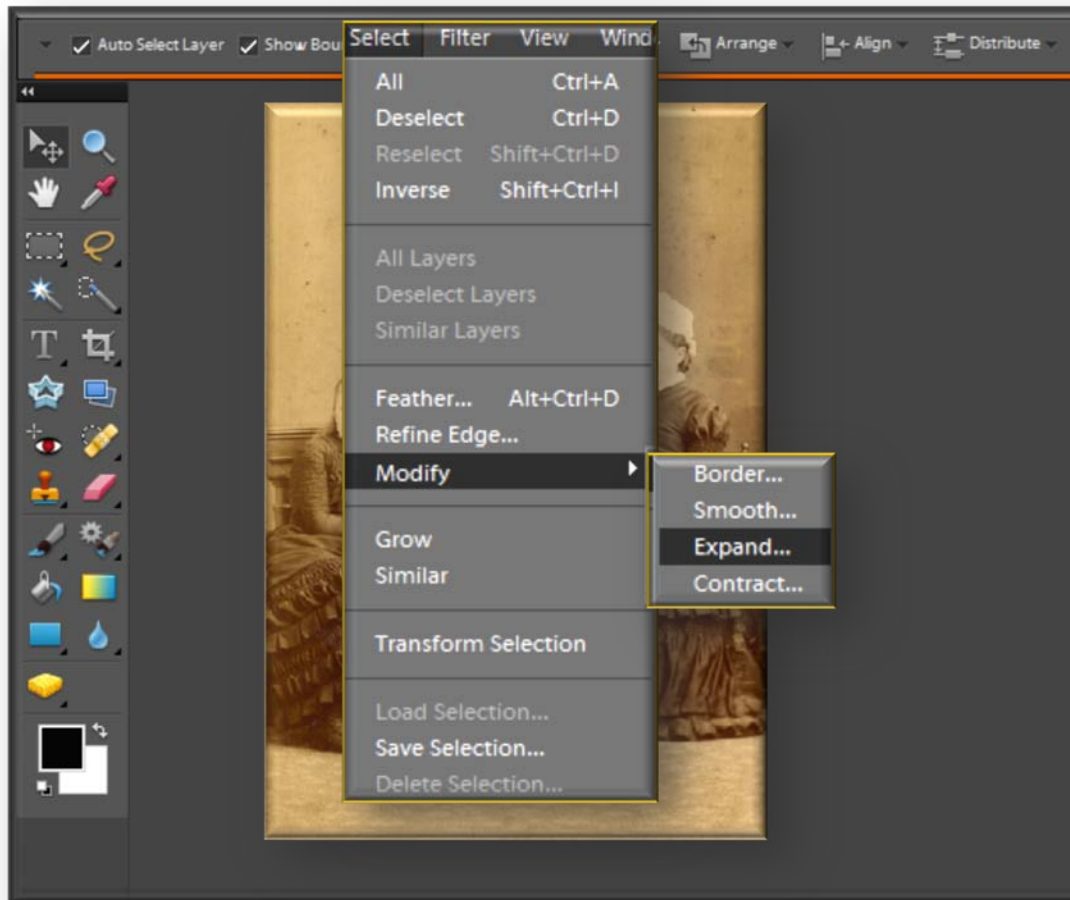 Auto Select Layer Show Bou
Select Filter View Wind
Arrange Align Distribute
All Ctrl+A
Deselect Ctrl+D
Reselect Shift+Ctrl+D
Inverse Shift+Ctrl+I
All Layers
Deselect Layers
Similar Layers
Feather... Alt+Ctrl+D
Refine Edge...
Modify
Border...
Smooth...
Expand...
Contract...
Grow
Similar
Transform Selection
Load Selection...
Save Selection...
Delete Selection...
T